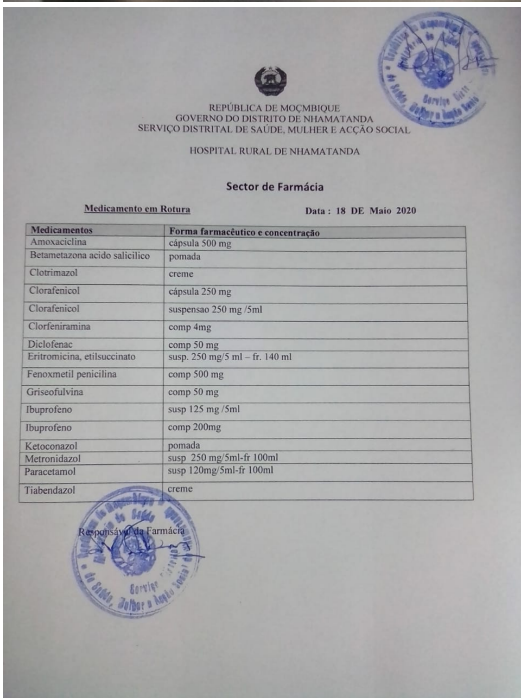 REPÚBLICA DE MOÇMBIQUE
GOVERNO DO DISTRITO DE NHAMATANDA
SERVIÇO DISTRITAL DE SAÚDE, MULHER E ACÇÃO SOCIAL
HOSPITAL RURAL DE NHAMATANDA
Sector de Farmácia
Medicamento em Rotura Data : 18 DE Maio 2020
Medicamentos Forma farmacêutico e concentração
Amoxaciclina cápsula 500 mg
Betametazona acido salicilico pomada
Clotrimazol creme
Clorafenicol cápsula 250 mg
Clorafenicol suspensao 250 mg /5ml
Clorfeniramina comp 4mg
Diclofenac comp 50 mg
Eritromicina, etilsuccinato susp. 250 mg/5 ml – fr. 140 ml
Fenoxmetil penicilina comp 500 mg
Griseofulvina comp 50 mg
Ibuprofeno susp 125 mg /5ml
Ibuprofeno comp 200mg
Ketoconazol pomada
Metronidazol susp 250 mg/5ml-fr 100ml
Paracetamol susp 120mg/5ml-fr 100ml
Tiabendazol creme
Responsável da Farmácia